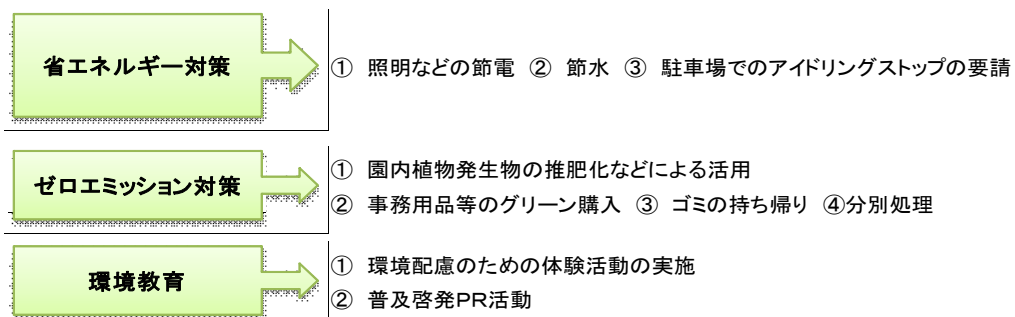 省エネルギー対策
① 照明などの節電 ② 節水 ③ 駐車場でのアイドリングストップの要請
ゼロエミッション対策
① 園内植物発生物の推肥化などによる活用
② 事務用品等のグリーン購入 ③ ゴミの持ち帰り ④分別処理
環境教育
① 環境配慮のための体験活動の実施
② 普及啓発PR活動